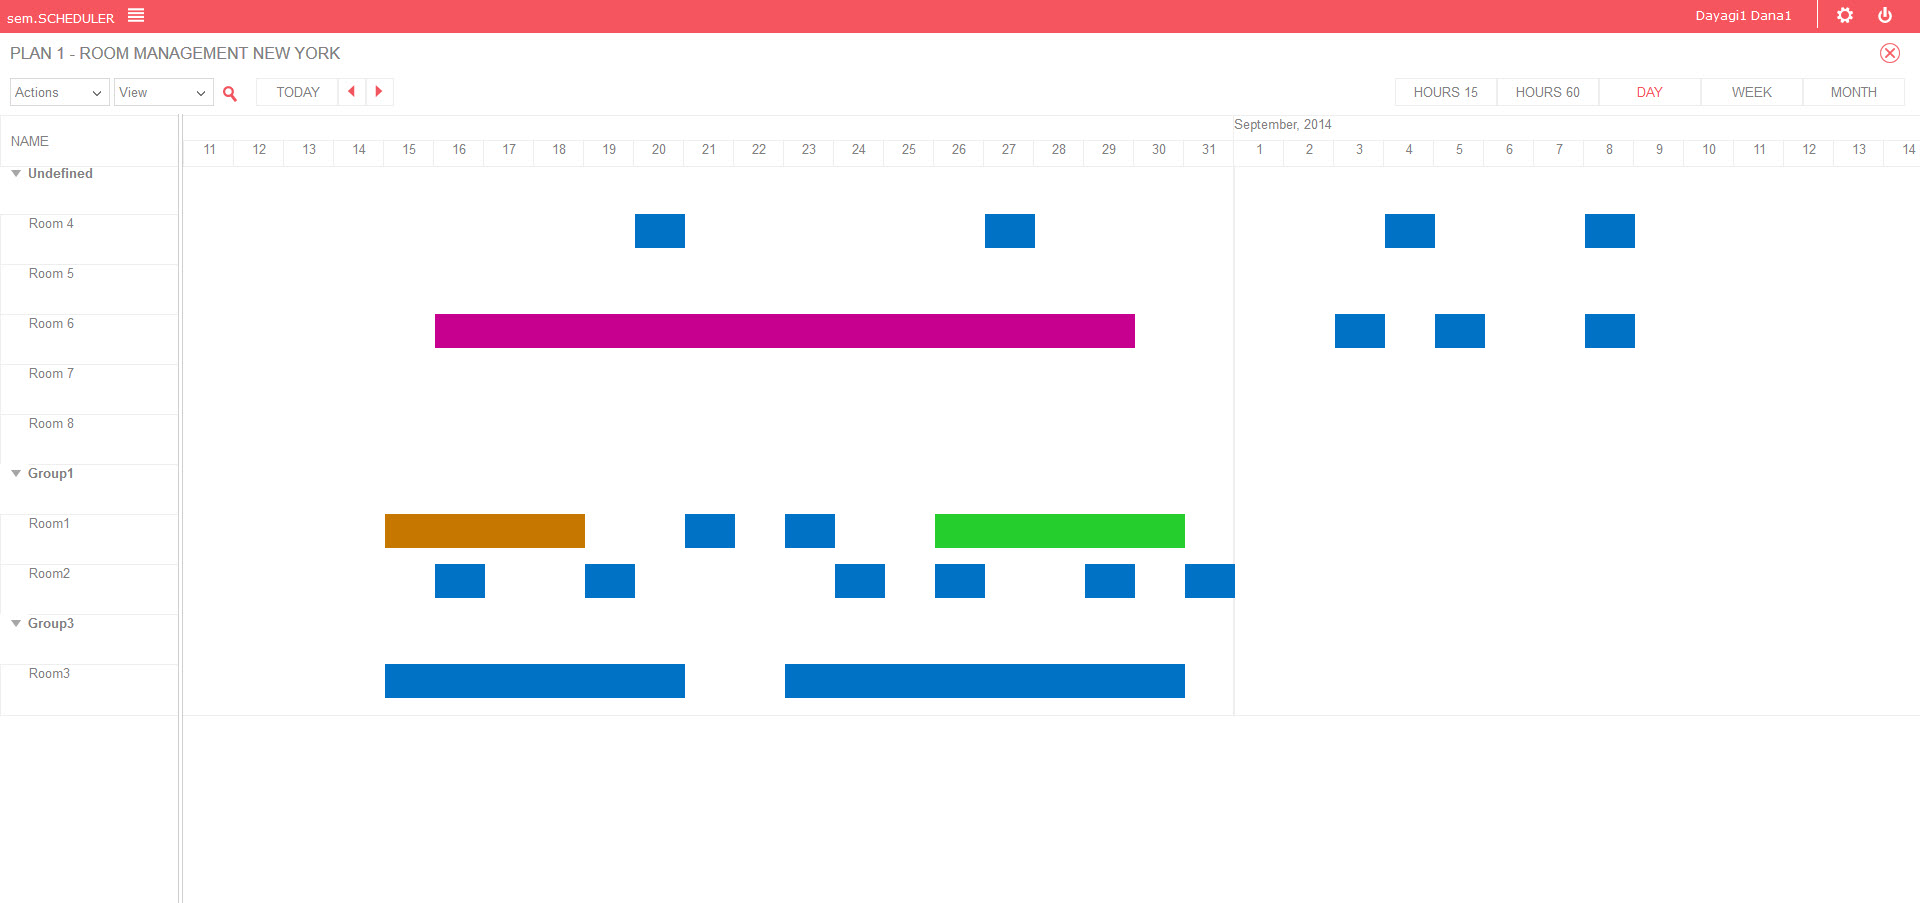 sem.SCHEDULER Dayagi1 Dana1
PLAN 1 - ROOM MANAGEMENT NEW YORK
Actions View TODAY HOURS 15 HOURS 60 DAY WEEK MONTH
September, 2014
NAME
11 12 13 14 15 16 17 18 19 20 21 22 23 24 25 26 27 28 29 30 31 1 2 3 4 5 6 7 8 9 10 11 12 13 14
Undefined
Room 4
Room 5
Room 6
Room 7
Room 8
Group1
Room1
Room2
Group3
Room3